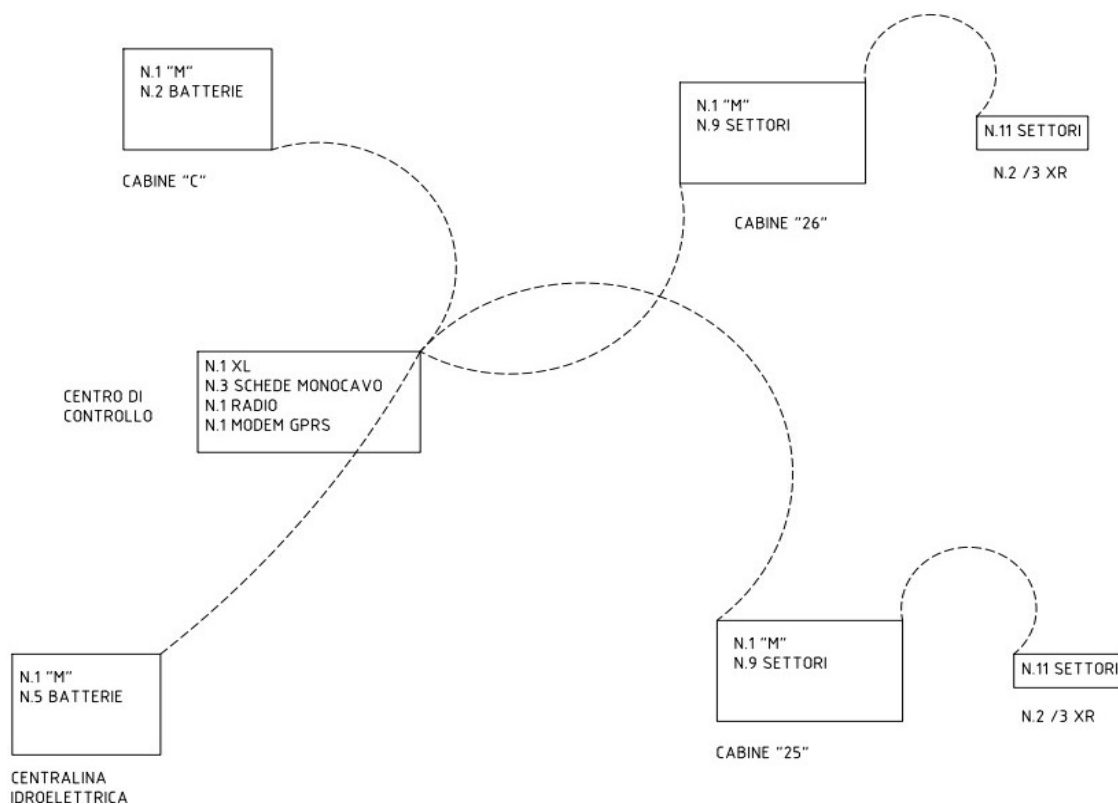 N.1 "M"
N.2 BATTERIE
CABINE "C"
N.1 "M"
N.9 SETTORI
CABINE "26"
N.11 SETTORI
N.2 /3 XR
CENTRO DI
CONTROLLO
N.1 XL
N.3 SCHEDE MONOCAVO
N.1 RADIO
N.1 MODEM GPRS
N.1 "M"
N.5 BATTERIE
CENTRALINA
IDROELETTRICA
N.1 "M"
N.9 SETTORI
CABINE "25"
N.11 SETTORI
N.2 /3 XR